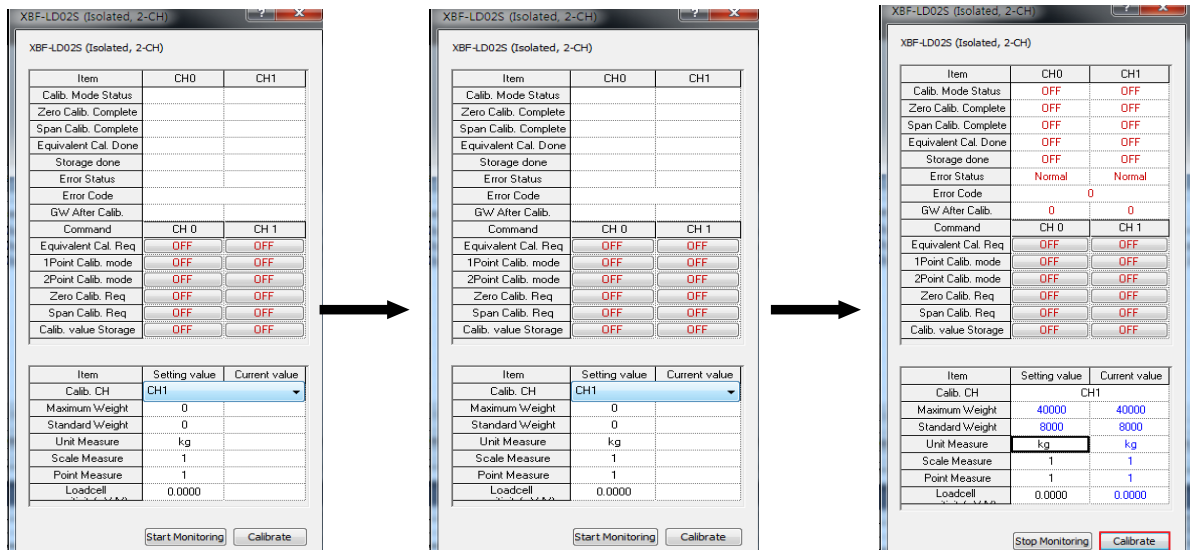 XBF-LD02S (Isolated, 2-CH)
XBF-LD02S (Isolated, 2-CH)
Item CH0 CH1
Calib. Mode Status
Zero Calib. Complete
Span Calib. Complete
Equivalent Cal. Done
Storage done
Error Status
Error Code
GW After Calib.
Command CH 0 CH 1
Equivalent Cal. Req OFF OFF
1Point Calib. mode OFF OFF
2Point Calib. mode OFF OFF
Zero Calib. Req OFF OFF
Span Calib. Req OFF OFF
Calib. value Storage OFF OFF
Item Setting value Current value
Calib. CH CH1
Maximum Weight 0
Standard Weight 0
Unit Measure kg
Scale Measure 1
Point Measure 1
Loadcell 0.0000
Start Monitoring Calibrate
XBF-LD02S (Isolated, 2-CH)
XBF-LD02S (Isolated, 2-CH)
Item CH0 CH1
Calib. Mode Status
Zero Calib. Complete
Span Calib. Complete
Equivalent Cal. Done
Storage done
Error Status
Error Code
GW After Calib.
Command CH 0 CH 1
Equivalent Cal. Req OFF OFF
1Point Calib. mode OFF OFF
2Point Calib. mode OFF OFF
Zero Calib. Req OFF OFF
Span Calib. Req OFF OFF
Calib. value Storage OFF OFF
Item Setting value Current value
Calib. CH CH1
Maximum Weight 0
Standard Weight 0
Unit Measure kg
Scale Measure 1
Point Measure 1
Loadcell 0.0000
Start Monitoring Calibrate
XBF-LD02S (Isolated, 2-CH)
XBF-LD02S (Isolated, 2-CH)
Item CH0 CH1
Calib. Mode Status OFF OFF
Zero Calib. Complete OFF OFF
Span Calib. Complete OFF OFF
Equivalent Cal. Done OFF OFF
Storage done OFF OFF
Error Status Normal Normal
Error Code 0
GW After Calib. 0 0
Command CH 0 CH 1
Equivalent Cal. Req OFF OFF
1Point Calib. mode OFF OFF
2Point Calib. mode OFF OFF
Zero Calib. Req OFF OFF
Span Calib. Req OFF OFF
Calib. value Storage OFF OFF
Item Setting value Current value
Calib. CH CH1
Maximum Weight 40000 40000
Standard Weight 8000 8000
Unit Measure kg kg
Scale Measure 1 1
Point Measure 1 1
Loadcell 0.0000 0.0000
Stop Monitoring Calibrate